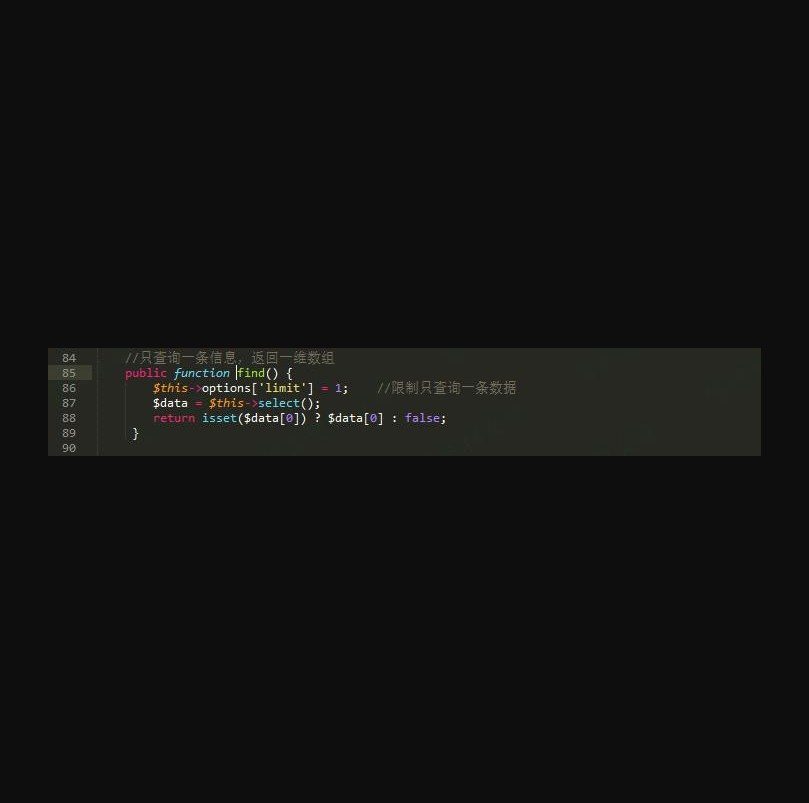 84 //只查询一条信息，返回一维数组
85 public function find() {
86 $this->options['limit'] = 1; //限制只查询一条数据
87 $data = $this->select();
88 return isset($data[0]) ? $data[0] : false;
89 }
90